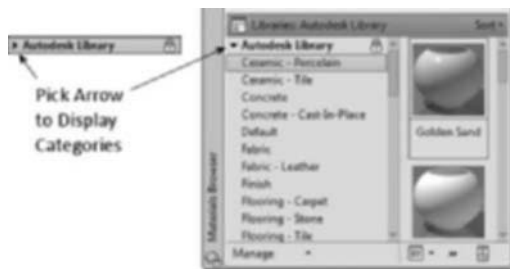 Autodesk Library
Pick Arrow
to Display
Categories
Libraries: Autodesk Library
Sort
Autodesk Library
Ceramic - Porcelain
Ceramic - Tile
Concrete
Concrete - Cast-In-Place
Default
Fabric
Fabric - Leather
Finish
Flooring - Carpet
Flooring - Stone
Flooring - Tile
Golden Sand
Materials Browser
Manage